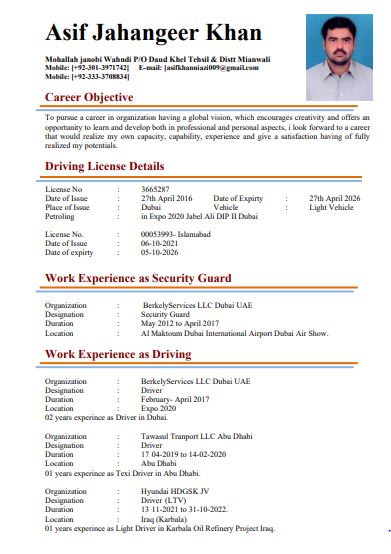 Asif Jahangeer Khan
Mohallah janobi Wahndi P/O Daud Khel Tehsil & Distt Mianwali
Mobile: [+92-301-3971742] E-mail: [asifkhanniazi009@gmail.com
Mobile: [+92-333-3708834]
Career Objective
To pursue a career in organization having a global vision, which encourages creativity and offers an
opportunity to learn and develop both in professional and personal aspects, i look forward to a career
that would realize my own capacity, capability, experience and give a satisfaction having of fully
realized my potentials.
Driving License Details
License No : 3665287
Date of Issue : 27th April 2016 Date of Expirty : 27th April 2026
Place of Issue : Dubai Vehicle : Light Vehicle
Petroling : in Expo 2020 Jabel Ali DIP II Dubai
License No. : 00053993- Islamabad
Date of Issue : 06-10-2021
Date of expirty : 05-10-2026
Work Experience as Security Guard
Organization : BerkelyServices LLC Dubai UAE
Designation : Security Guard
Duration : May 2012 to April 2017
Location : Al Maktoum Dubai International Airport Dubai Air Show.
Work Experience as Driving
Organization : BerkelyServices LLC Dubai UAE
Designation : Driver
Duration : February- April 2017
Location : Expo 2020
02 years experince as Driver in Dubai.
Organization : Tawasul Tranport LLC Abu Dhabi
Designation : Driver
Duration : 17 04-2019 to 14-02-2020
Location : Abu Dhabi
01 years experince as Texi Driver in Abu Dhabi.
Organization : Hyundai HDGSK JV
Designation : Driver (LTV)
Duration : 13 11-2021 to 31-10-2022.
Location : Iraq (Karbala)
01 years experince as Light Driver in Karbala Oil Refinery Project Iraq.